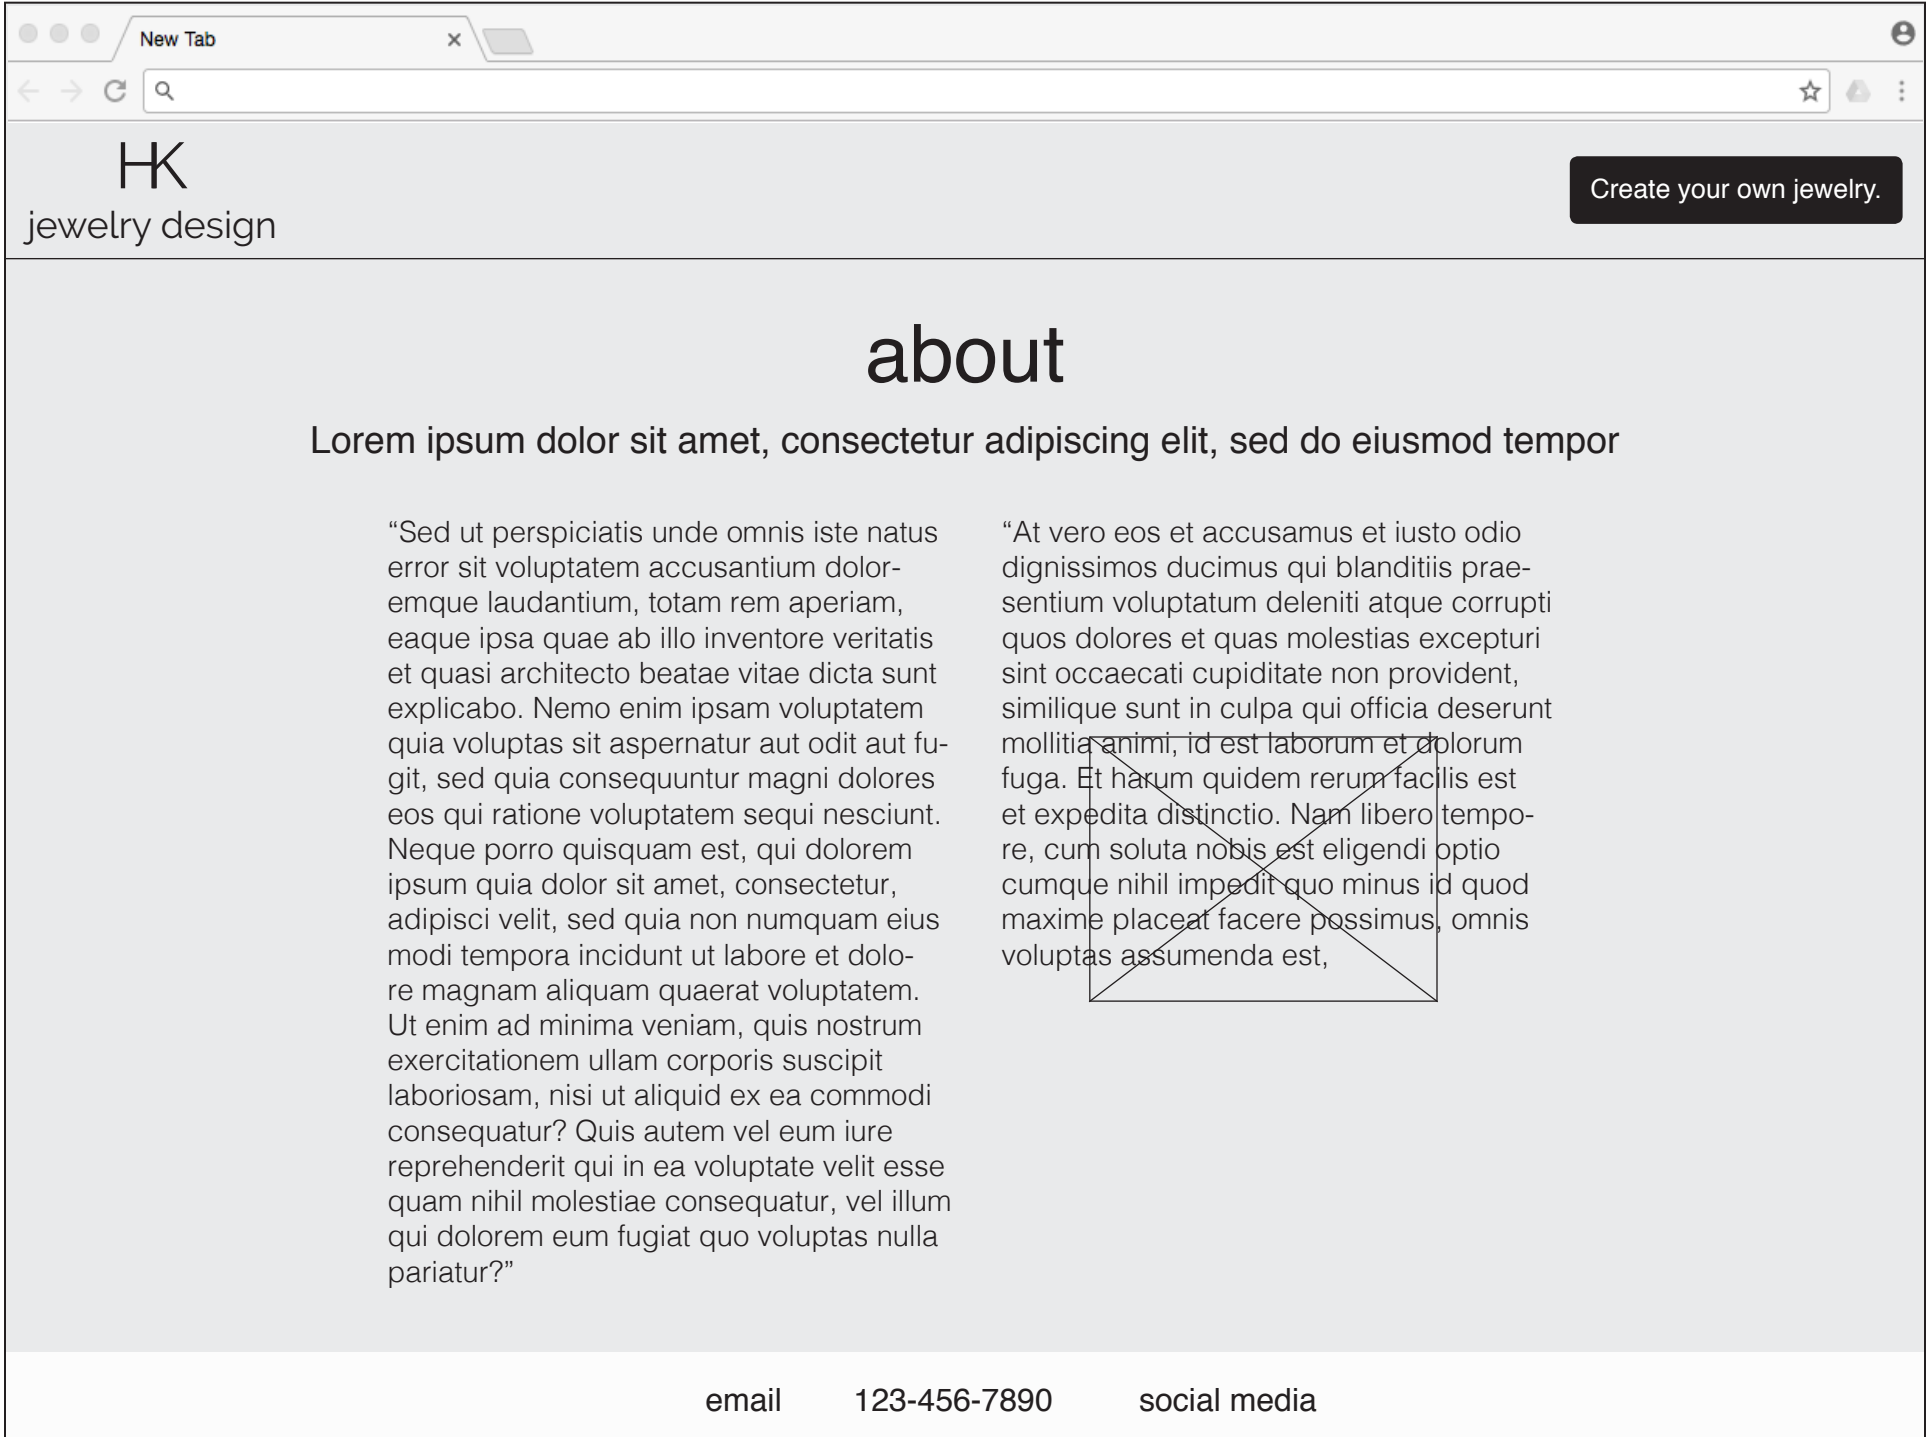 New Tab
HK
jewelry design
Create your own jewelry.
about
Lorem ipsum dolor sit amet, consectetur adipiscing elit, sed do eiusmod tempor
“Sed ut perspiciatis unde omnis iste natus
error sit voluptatem accusantium dolor-
emque laudantium, totam rem aperiam,
eaque ipsa quae ab illo inventore veritatis
et quasi architecto beatae vitae dicta sunt
explicabo. Nemo enim ipsam voluptatem
quia voluptas sit aspernatur aut odit aut fu-
git, sed quia consequuntur magni dolores
eos qui ratione voluptatem sequi nesciunt.
Neque porro quisquam est, qui dolorem
ipsum quia dolor sit amet, consectetur,
adipisci velit, sed quia non numquam eius
modi tempora incidunt ut labore et dolo-
re magnam aliquam quaerat voluptatem.
Ut enim ad minima veniam, quis nostrum
exercitationem ullam corporis suscipit
laboriosam, nisi ut aliquid ex ea commodi
consequatur? Quis autem vel eum iure
reprehenderit qui in ea voluptate velit esse
quam nihil molestiae consequatur, vel illum
qui dolorem eum fugiat quo voluptas nulla
pariatur?”
“At vero eos et accusamus et iusto odio
dignissimos ducimus qui blanditiis prae-
sentium voluptatum deleniti atque corrupti
quos dolores et quas molestias excepturi
sint occaecati cupiditate non provident,
similique sunt in culpa qui officia deserunt
mollitia animi, id est laborum et dolorum
fuga. Et harum quidem rerum facilis est
et expedita distinctio. Nam libero tempo-
re, cum soluta nobis est eligendi optio
cumque nihil impedit quo minus id quod
maxime placeat facere possimus, omnis
voluptas assumenda est,
email 123-456-7890 social media